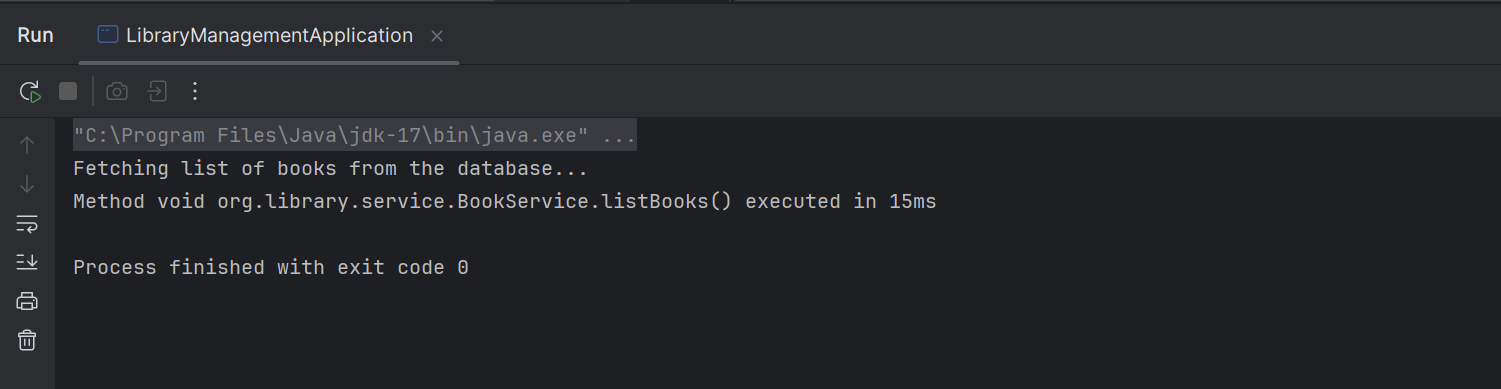 Run LibraryManagementApplication
"C:\Program Files\Java\jdk-17\bin\java.exe" ...
Fetching list of books from the database...
Method void org.library.service.BookService.listBooks() executed in 15ms
Process finished with exit code 0